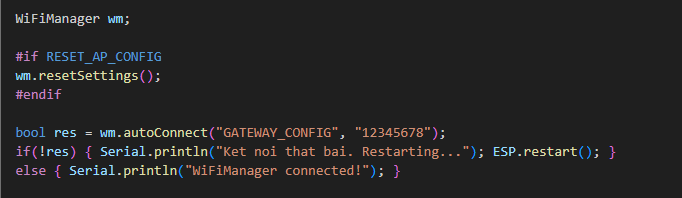 WiFiManager wm;
#if RESET_AP_CONFIG
wm.resetSettings();
#endif
bool res = wm.autoConnect("GATEWAY_CONFIG", "12345678");
if(!res) { Serial.println("Ket noi that bai. Restarting..."); ESP.restart(); }
else { Serial.println("WiFiManager connected!"); }